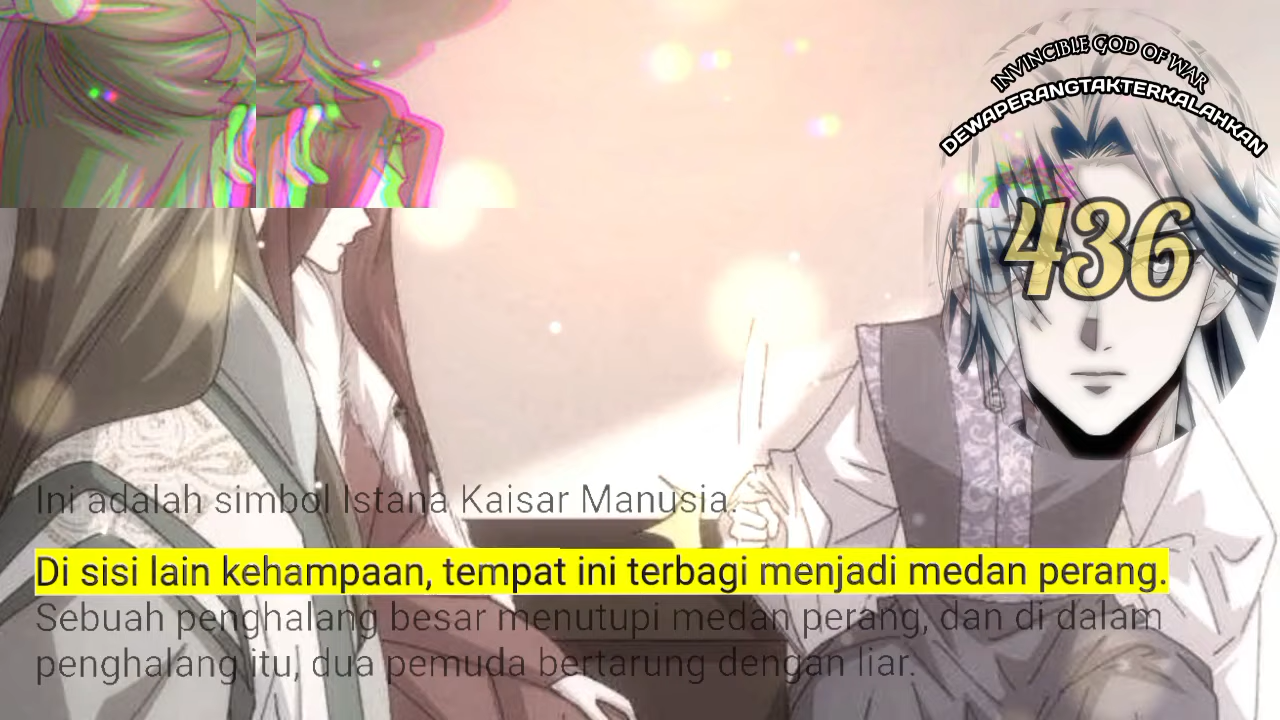 INVINCIBLE GOD OF WAR
DEWAPERANGTAKTERKALAHKAN
436
Ini adalah simbol Istana Kaisar Manusia.
Di sisi lain kehampaan, tempat ini terbagi menjadi medan perang.
Sebuah penghalang besar menutupi medan perang, dan di dalam
penghalang itu, dua pemuda bertarung dengan liar.